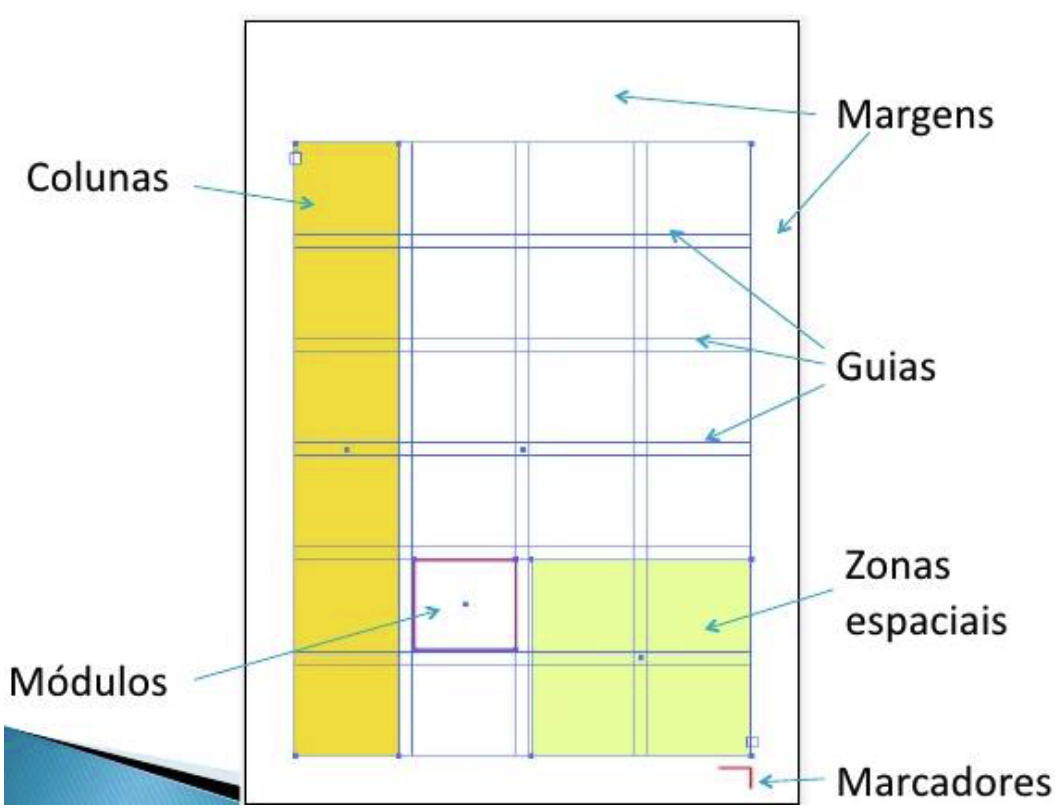 Margens
Colunas
Guias
Zonas
espaciais
Módulos
Marcadores